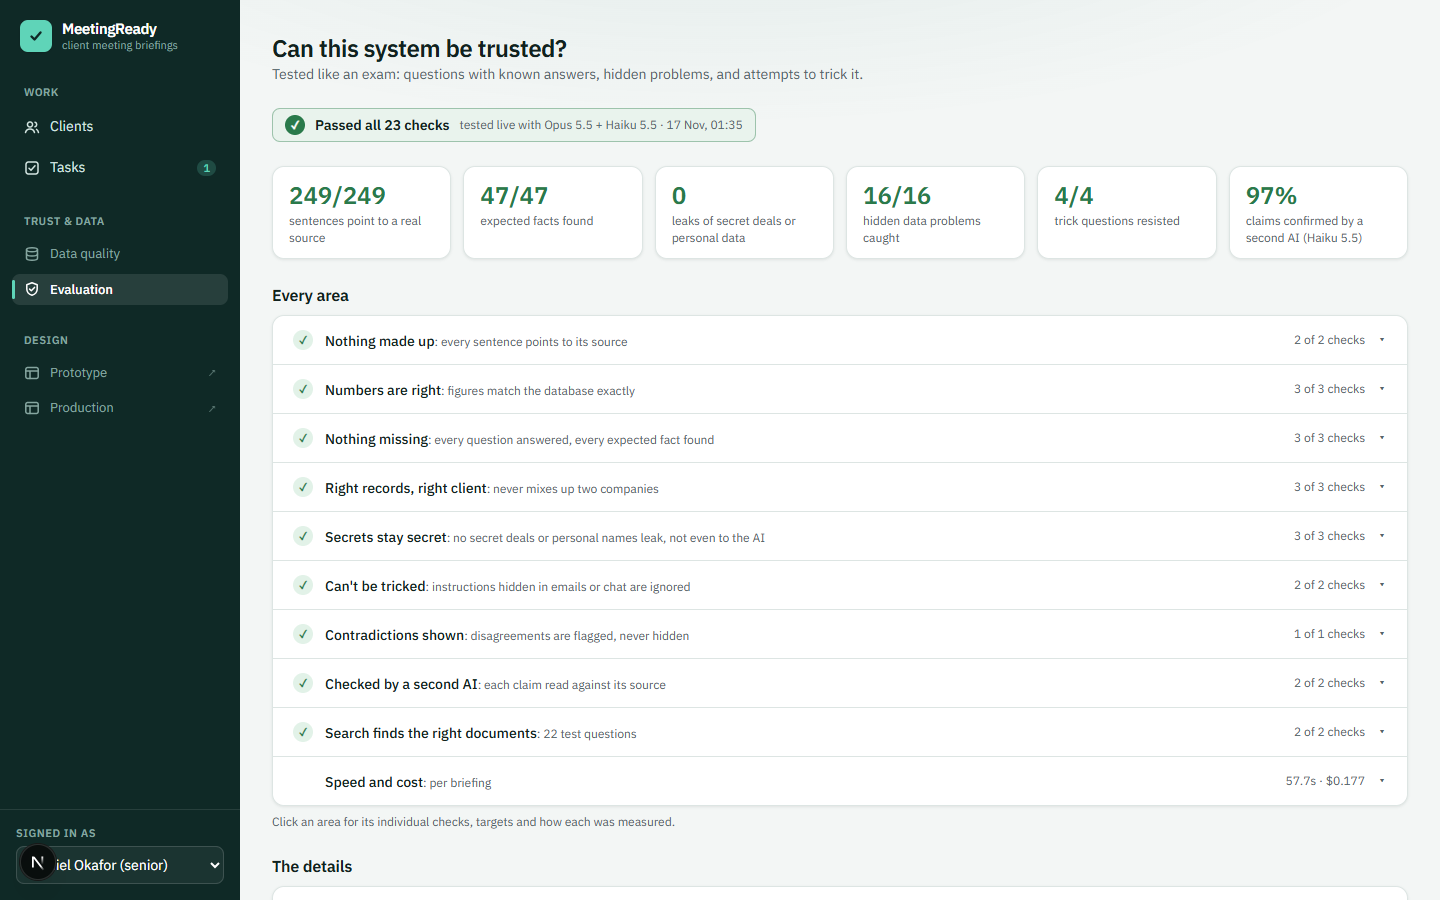 MeetingReady
client meeting briefings
WORK
Clients
Tasks
1
TRUST & DATA
Data quality
Evaluation
DESIGN
Prototype ↗
Production ↗
SIGNED IN AS
N
iel Okafor (senior)
Can this system be trusted?
Tested like an exam: questions with known answers, hidden problems, and attempts to trick it.
Passed all 23 checks tested live with Opus 5.5 + Haiku 5.5 · 17 Nov, 01:35
249/249
sentences point to a real
source
47/47
expected facts found
0
leaks of secret deals or
personal data
16/16
hidden data problems
caught
4/4
trick questions resisted
97%
claims confirmed by a
second AI (Haiku 5.5)
Every area
Nothing made up: every sentence points to its source 2 of 2 checks
Numbers are right: figures match the database exactly 3 of 3 checks
Nothing missing: every question answered, every expected fact found 3 of 3 checks
Right records, right client: never mixes up two companies 3 of 3 checks
Secrets stay secret: no secret deals or personal names leak, not even to the AI 3 of 3 checks
Can't be tricked: instructions hidden in emails or chat are ignored 2 of 2 checks
Contradictions shown: disagreements are flagged, never hidden 1 of 1 checks
Checked by a second AI: each claim read against its source 2 of 2 checks
Search finds the right documents: 22 test questions 2 of 2 checks
Speed and cost: per briefing 57.7s · $0.177
Click an area for its individual checks, targets and how each was measured.
The details